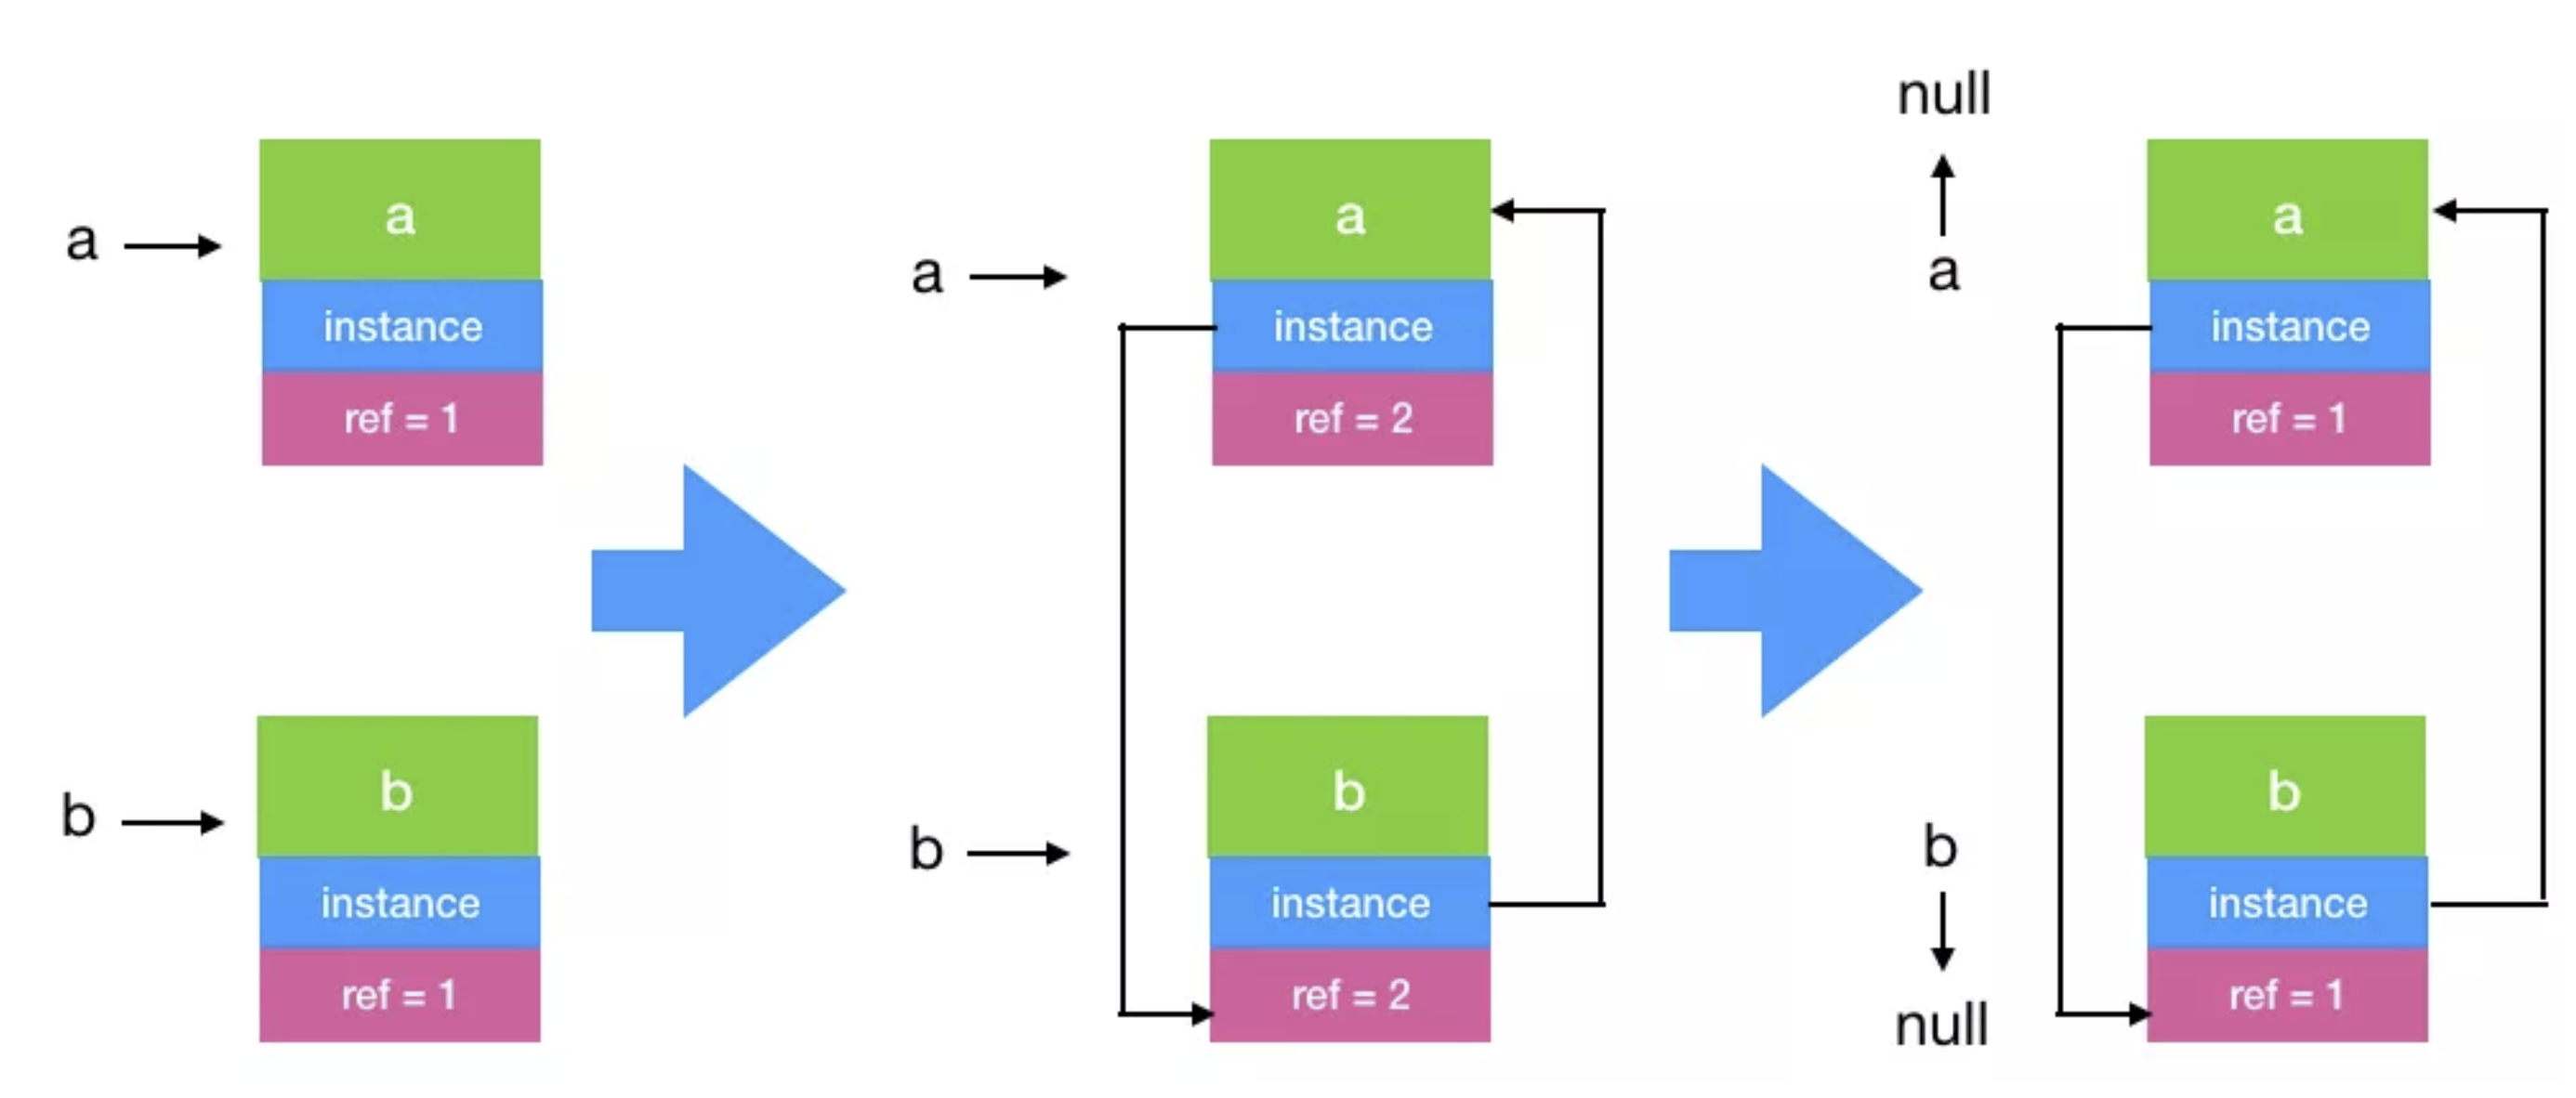 a
a
instance
ref = 1
b
b
instance
ref = 1
a
a
instance
ref = 2
b
b
instance
ref = 2
null
a
a
instance
ref = 1
b
null
b
instance
ref = 1